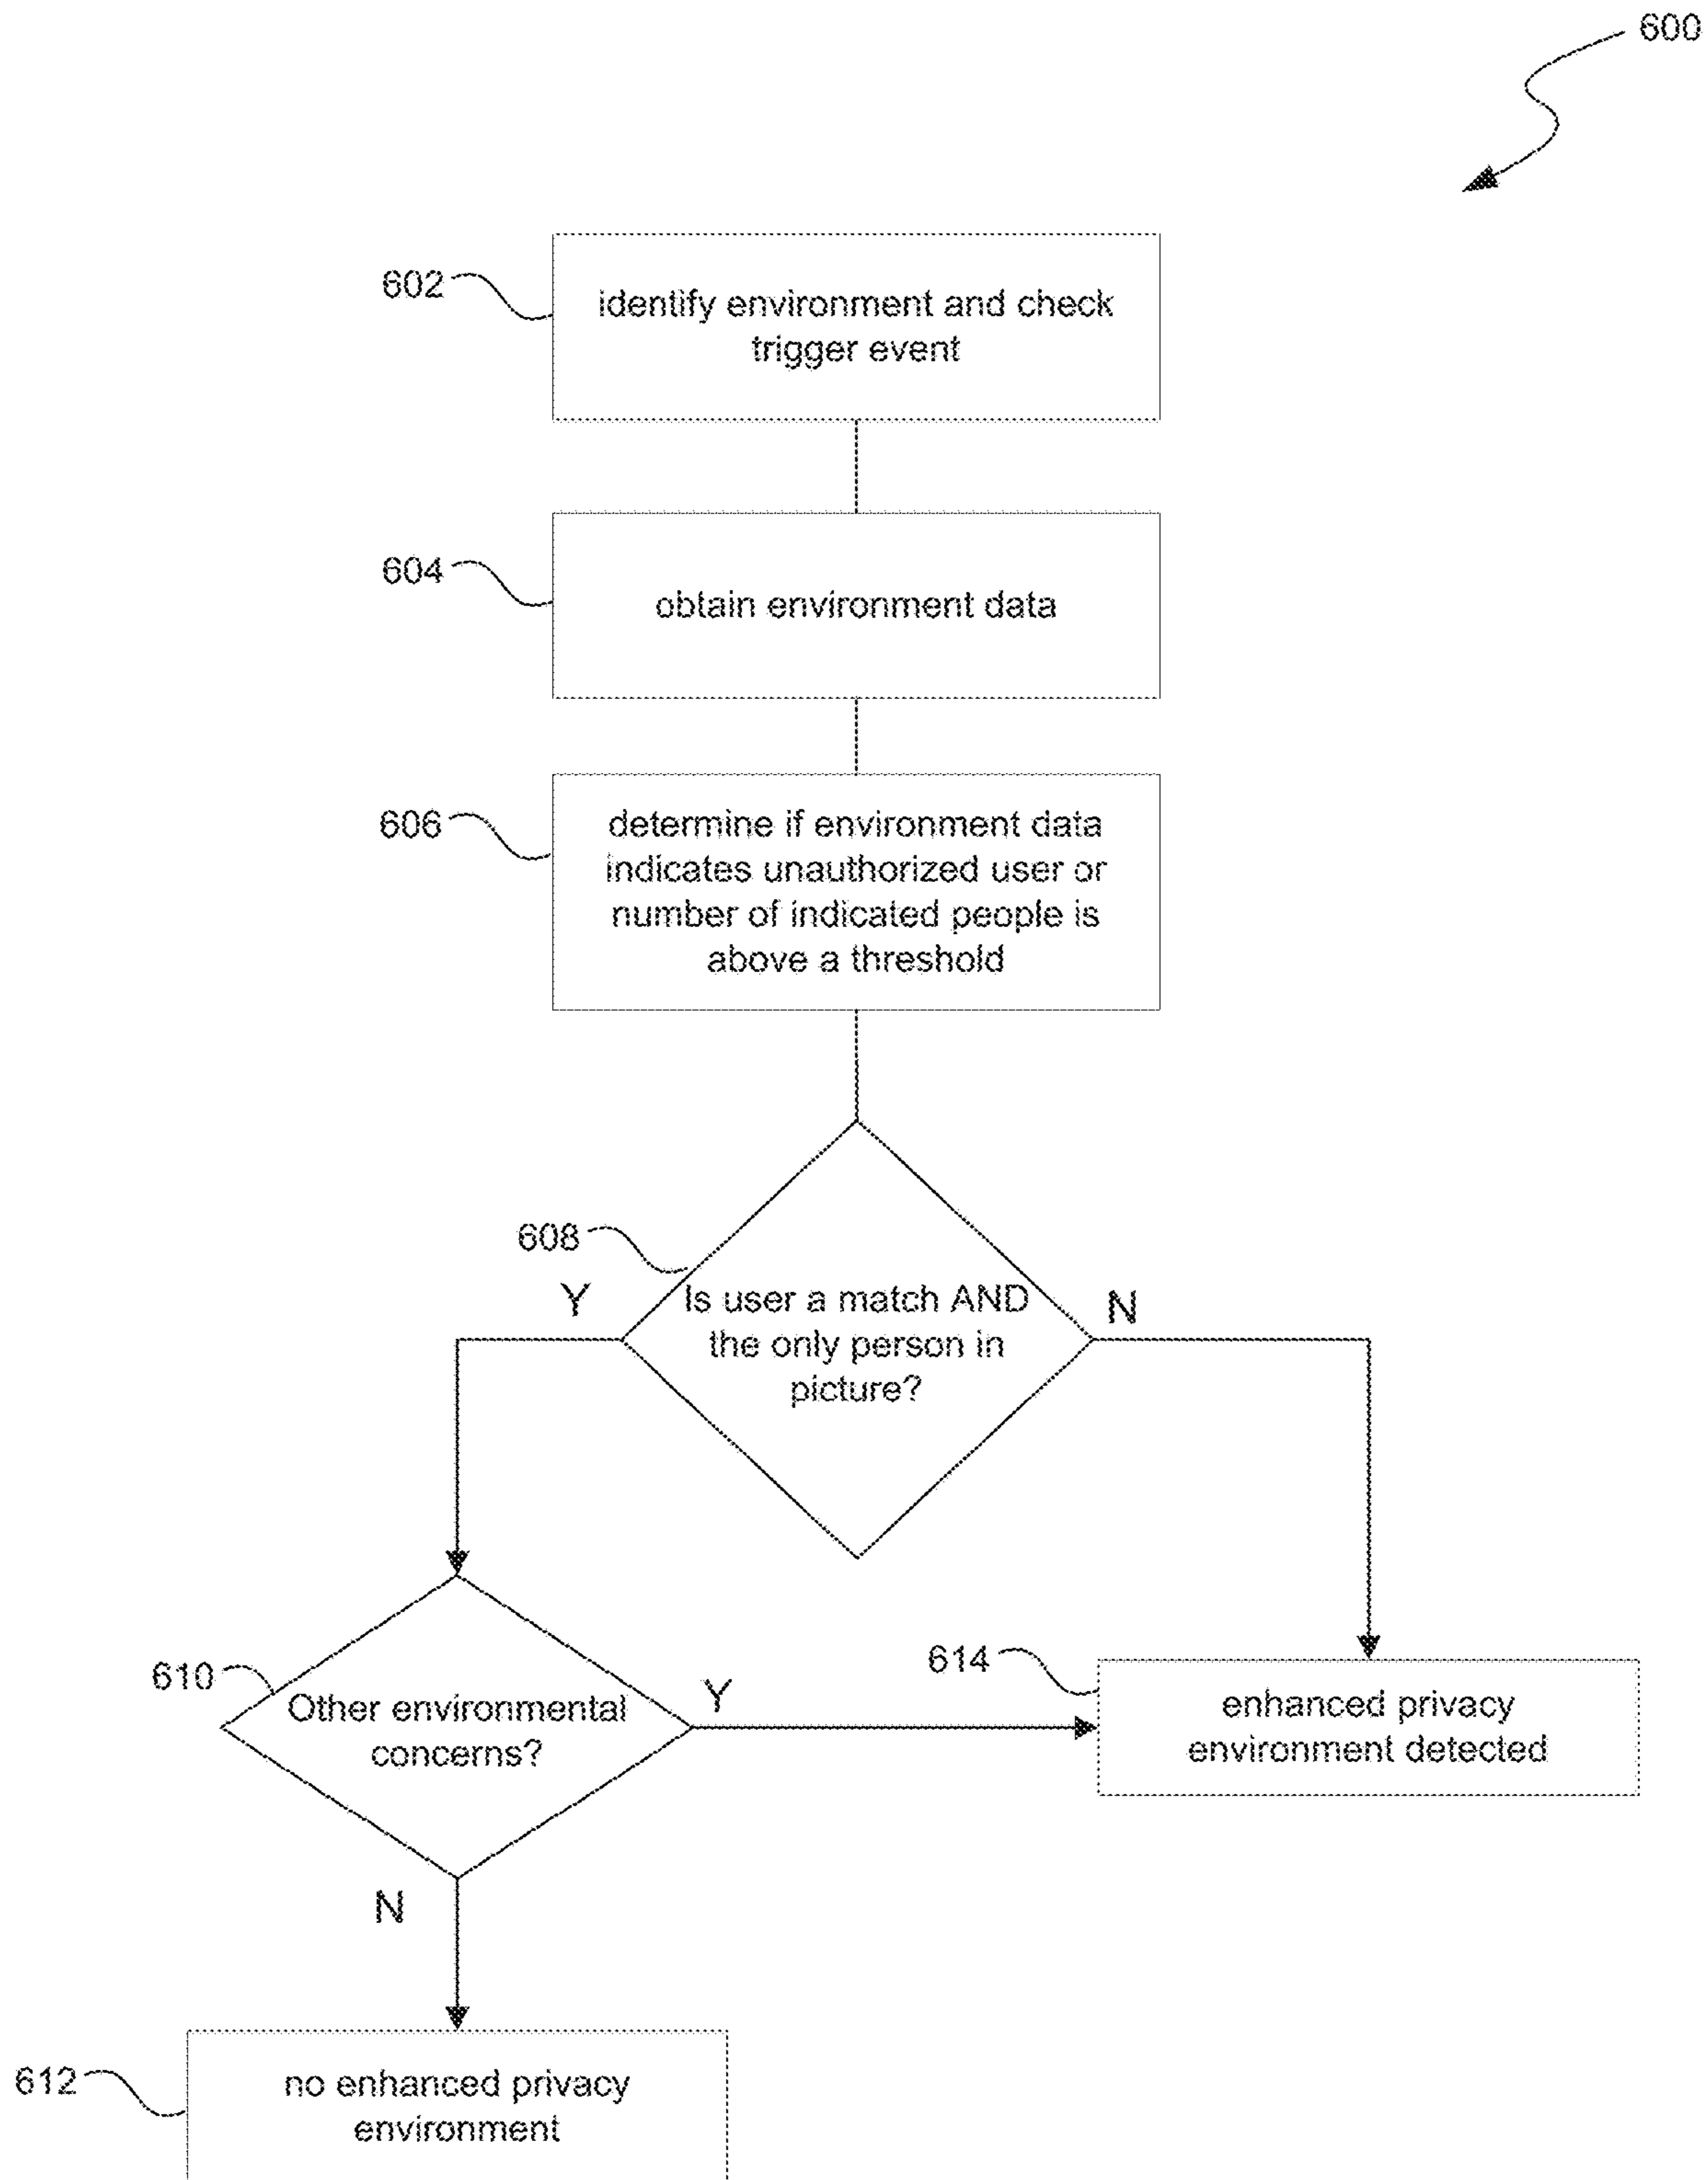 600
602
identify environment and check
trigger event
604
obtain environment data
606
determine if environment data
indicates unauthorized user or
number of indicated people is
above a threshold
608
Y
Is user a match AND
the only person in
picture?
N
610
Other environmental
concerns?
Y
614
enhanced privacy
environment detected
N
612
no enhanced privacy
environment